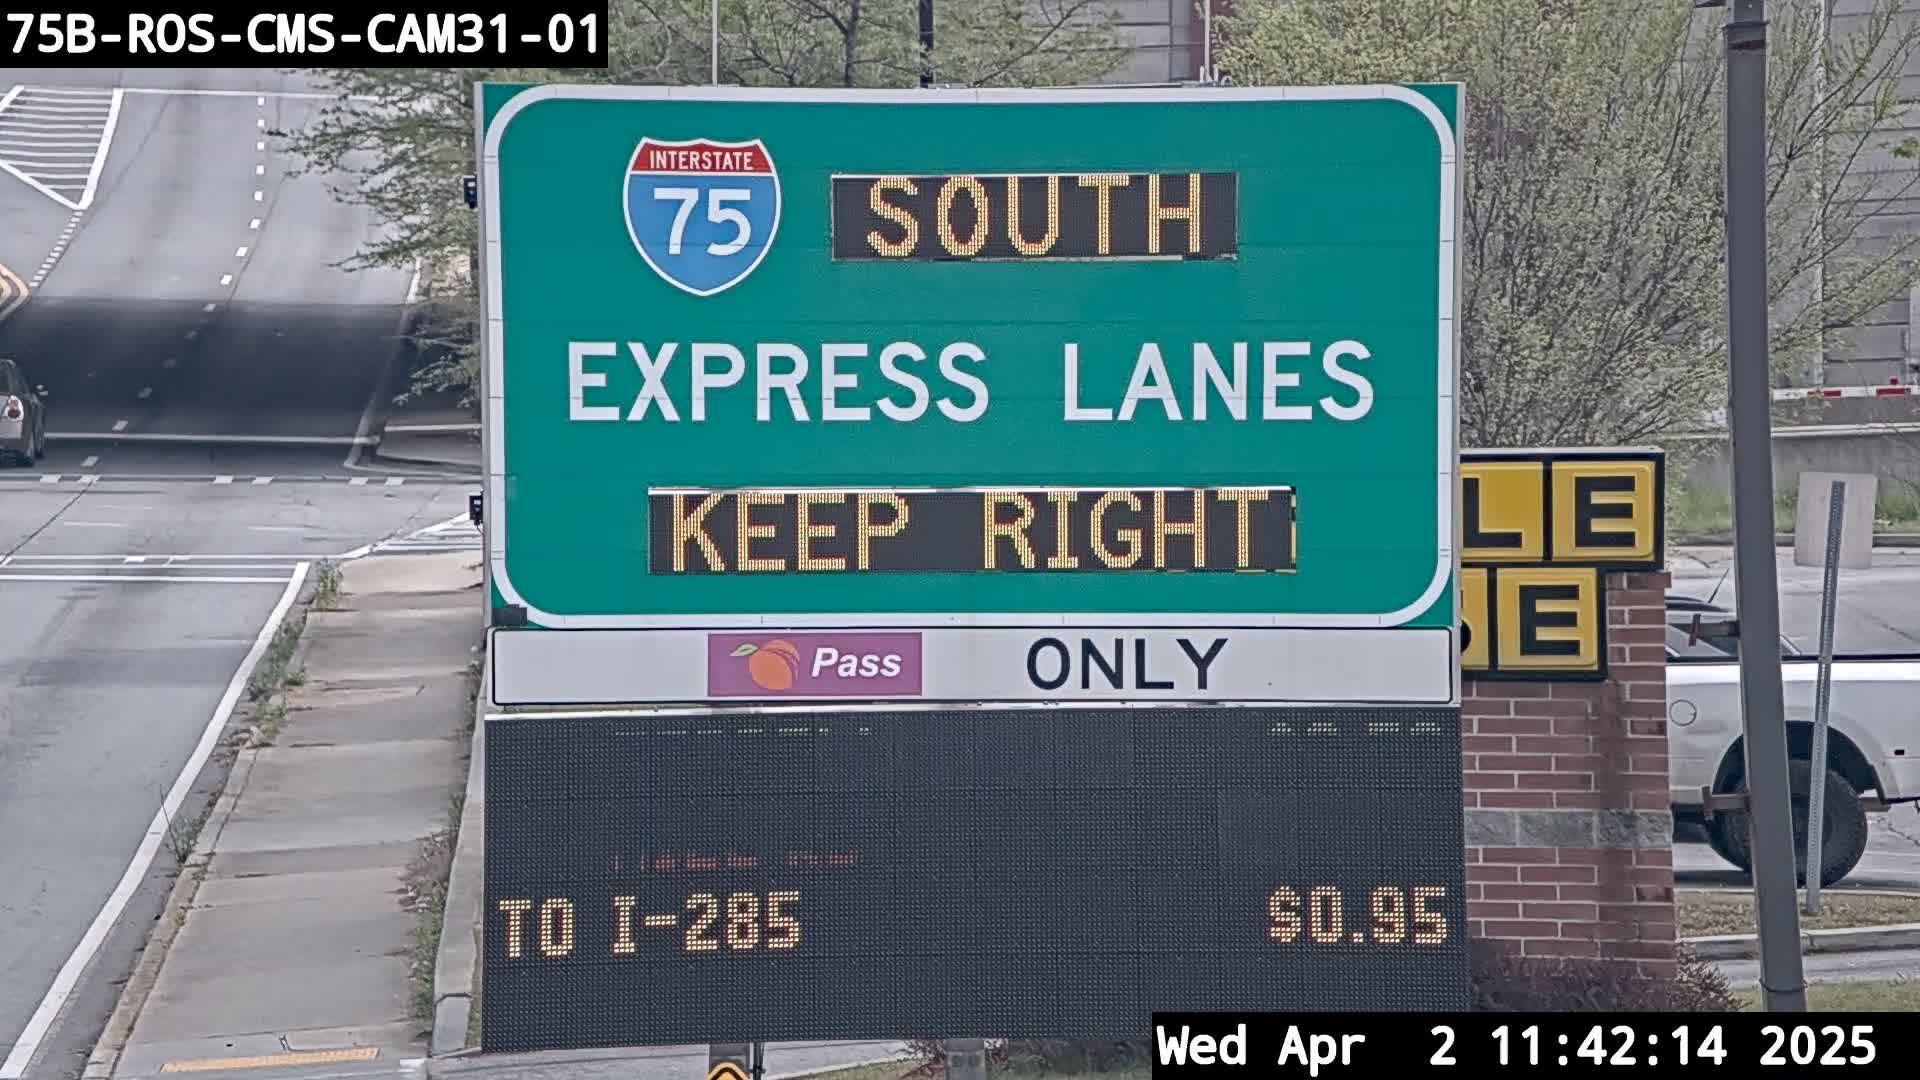 75B-ROS-CMS-CAM31-01
INTERSTATE
75
SOUTH
EXPRESS LANES
KEEP RIGHT
Pass ONLY
TO I-285 $0.95
LE
E
Wed Apr 2 11:42:14 2025